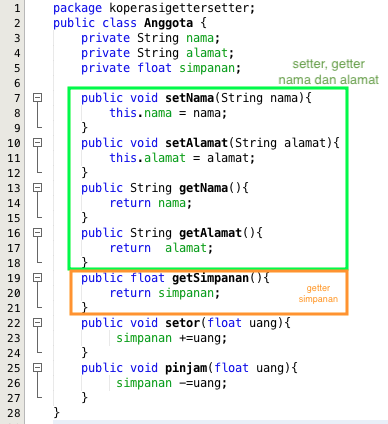 1 package koperasigettersetter;
2 public class Anggota {
3 private String nama;
4 private String alamat;
5 private float simpanan;
setter, getter
nama dan alamat
6
7 public void setNama(String nama){
8 this.nama = nama;
9 }
10 public void setAlamat(String alamat){
11 this.alamat = alamat;
12 }
13 public String getNama(){
14 return nama;
15 }
16 public String getAlamat(){
17 return alamat;
18 }
19 public float getSimpanan(){
20 return simpanan;
21 }
getter
simpanan
22 public void setor(float uang){
23 simpanan +=uang;
24 }
25 public void pinjam(float uang){
26 simpanan -=uang;
27 }
28 }